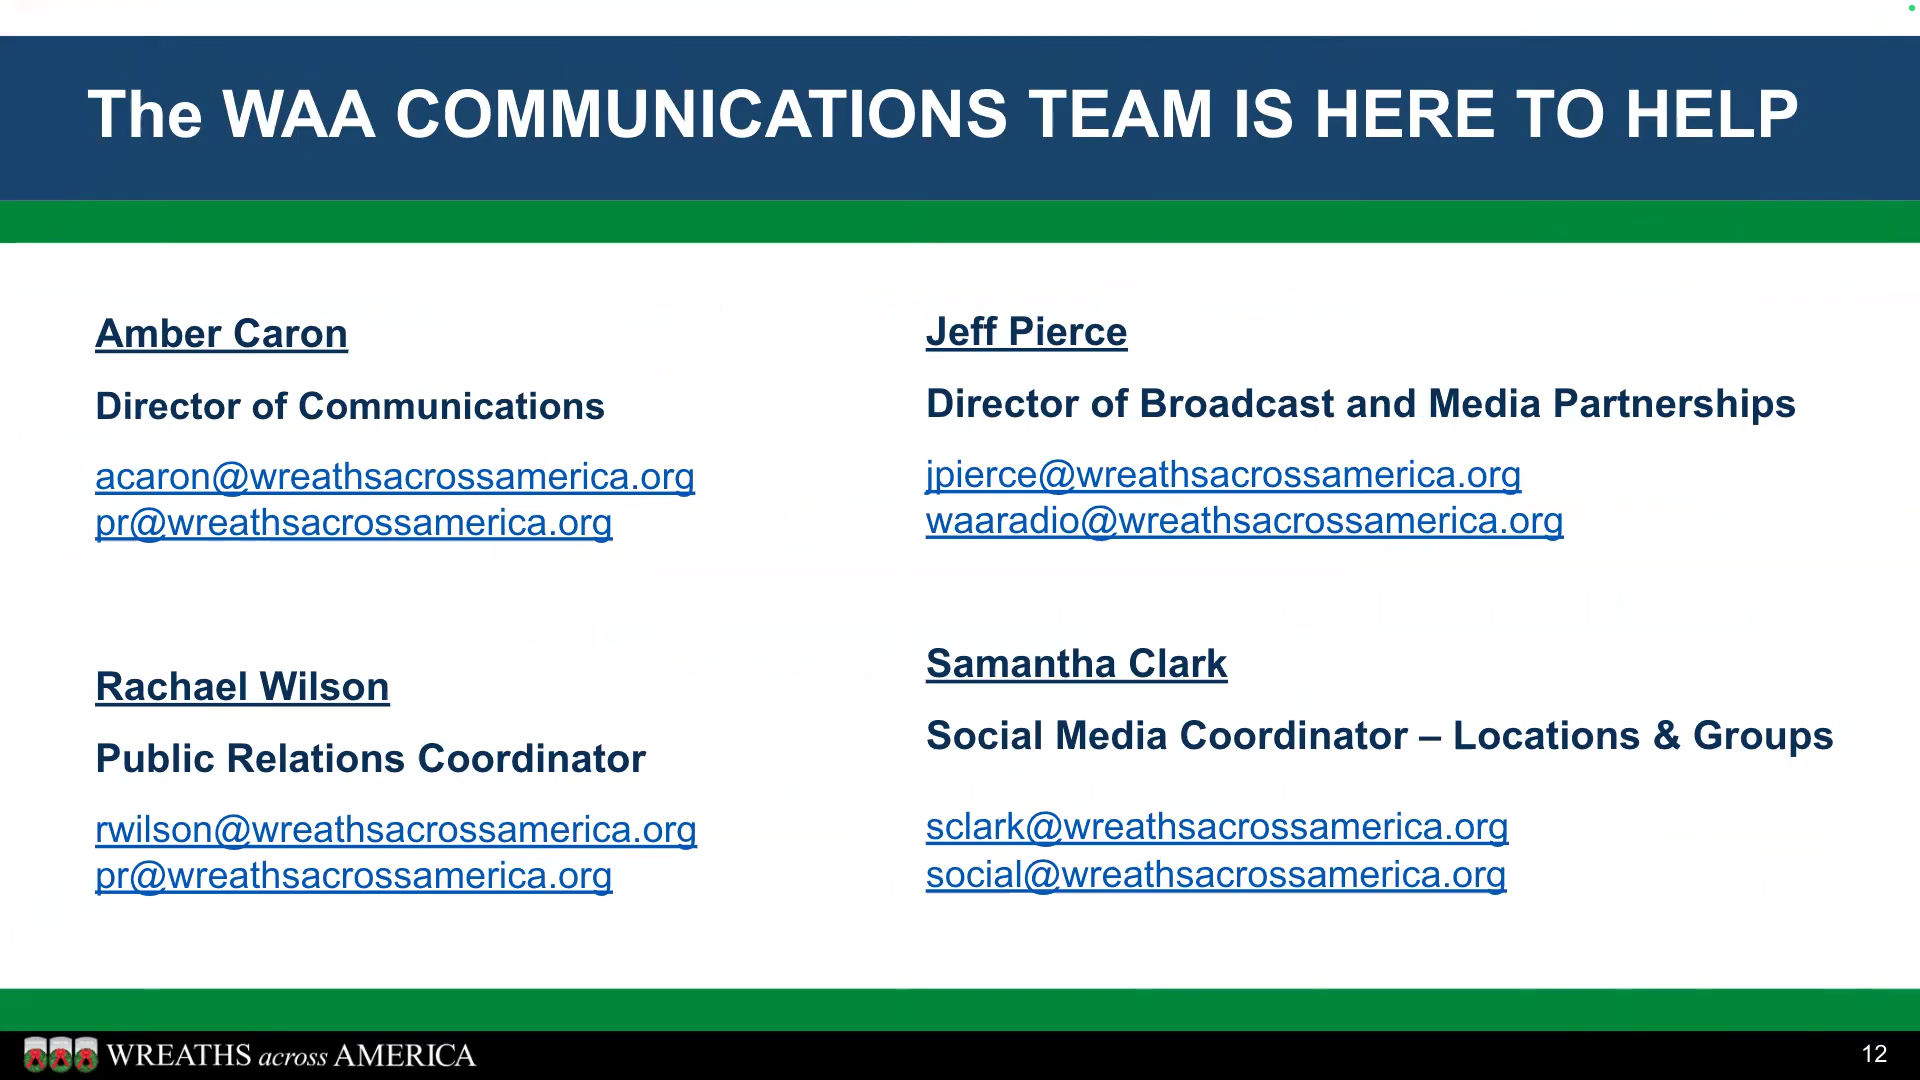 The WAA COMMUNICATIONS TEAM IS HERE TO HELP
Amber Caron
Director of Communications
acaron@wreathsacrossamerica.org
pr@wreathsacrossamerica.org
Jeff Pierce
Director of Broadcast and Media Partnerships
jpierce@wreathsacrossamerica.org
waaradio@wreathsacrossamerica.org
Rachael Wilson
Public Relations Coordinator
rwilson@wreathsacrossamerica.org
pr@wreathsacrossamerica.org
Samantha Clark
Social Media Coordinator – Locations & Groups
sclark@wreathsacrossamerica.org
social@wreathsacrossamerica.org
WREATHS across AMERICA
12